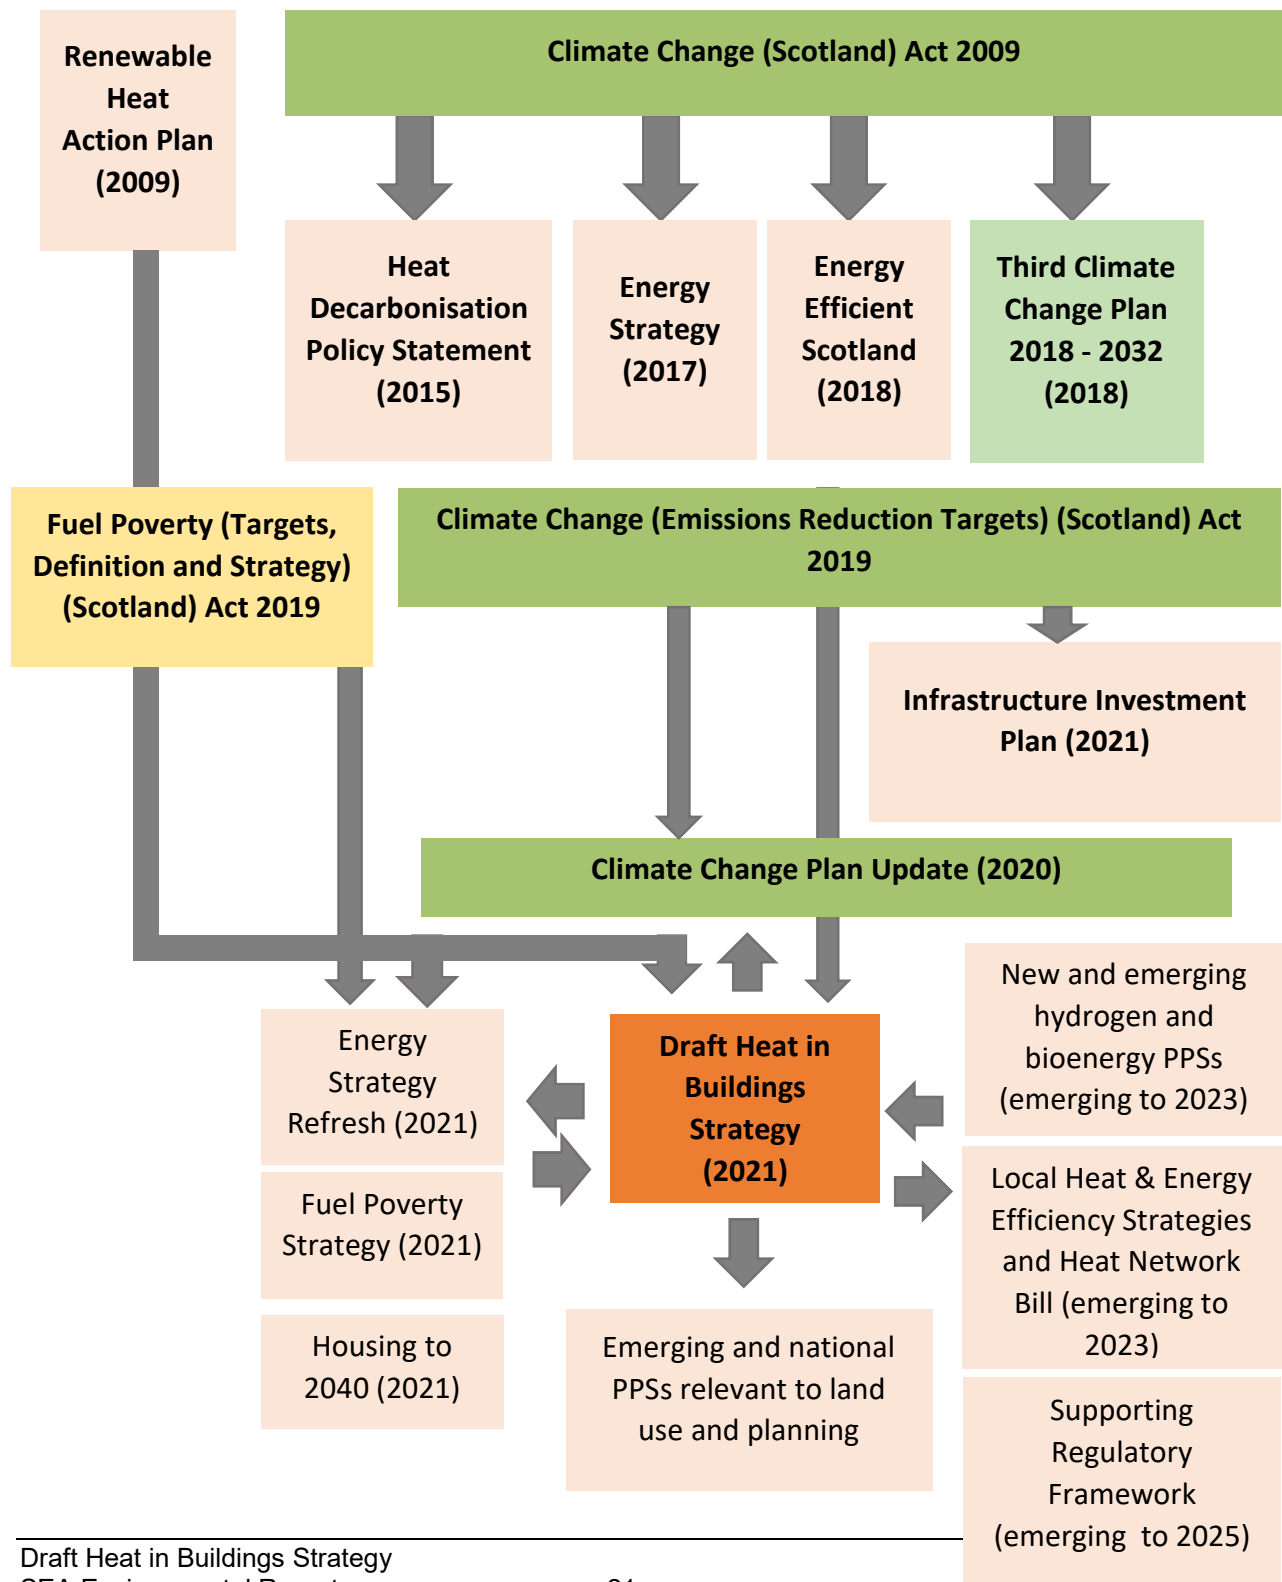 Renewable
Heat
Action Plan
(2009)
Climate Change (Scotland) Act 2009
Heat
Decarbonisation
Policy Statement
(2015)
Energy
Strategy
(2017)
Energy
Efficient
Scotland
(2018)
Third Climate
Change Plan
2018 - 2032
(2018)
Fuel Poverty (Targets,
Definition and Strategy)
(Scotland) Act 2019
Climate Change (Emissions Reduction Targets) (Scotland) Act
2019
Infrastructure Investment
Plan (2021)
Climate Change Plan Update (2020)
Energy
Strategy
Refresh (2021)
Fuel Poverty
Strategy (2021)
Housing to
2040 (2021)
Draft Heat in
Buildings
Strategy
(2021)
Emerging and national
PPSs relevant to land
use and planning
New and emerging
hydrogen and
bioenergy PPSs
(emerging to 2023)
Local Heat & Energy
Efficiency Strategies
and Heat Network
Bill (emerging to
2023)
Supporting
Regulatory
Framework
(emerging to 2025)
Draft Heat in Buildings Strategy